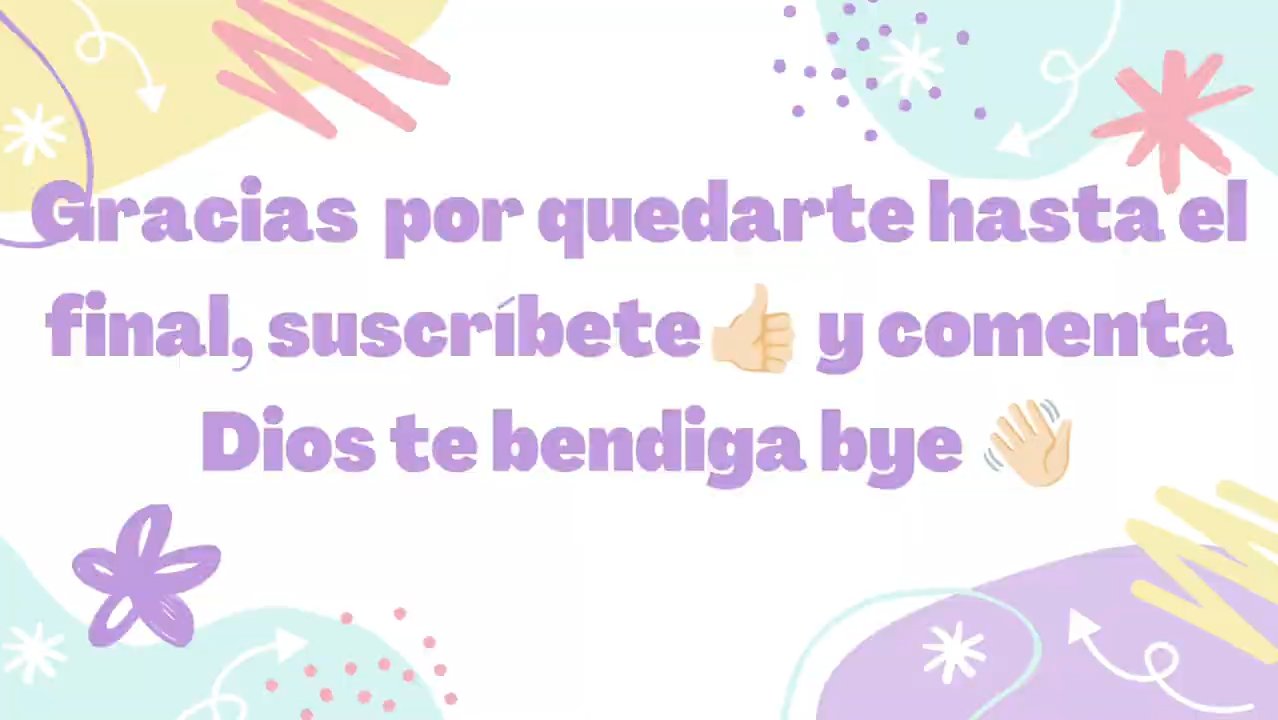 Gracias por quedarte hasta el
final, suscríbete👍🏻 y comenta
Dios te bendiga bye 👋🏻